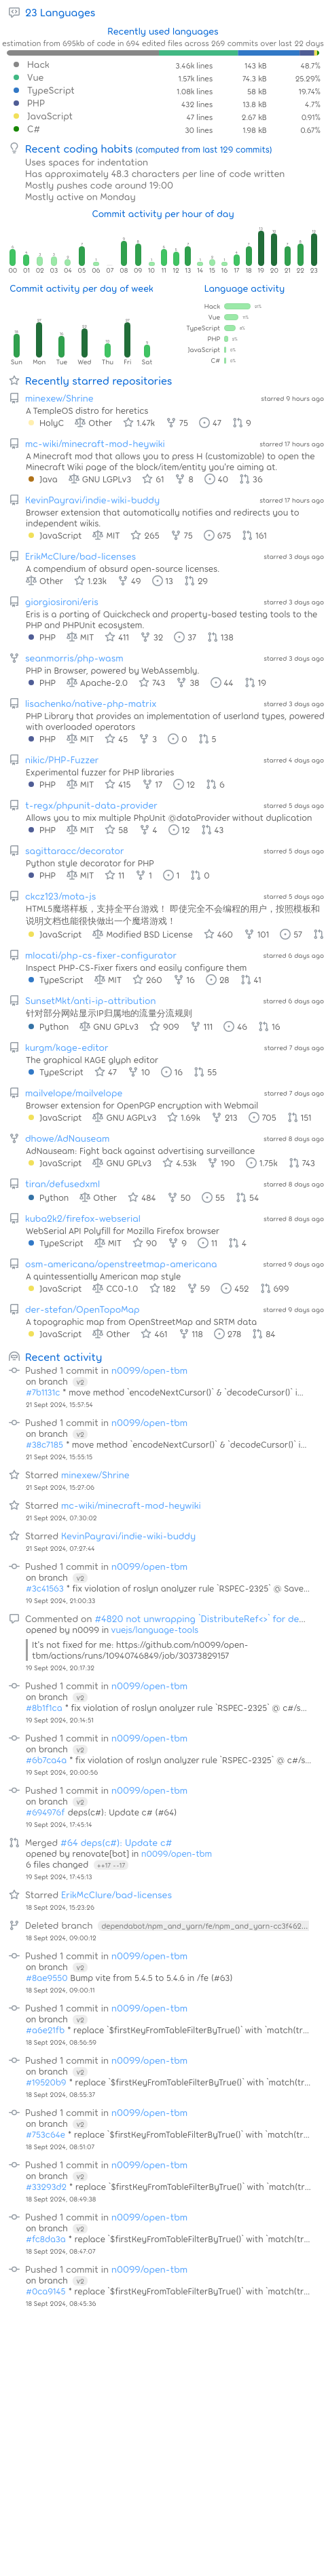 23 Languages
Recently used languages
estimation from 695kb of code in 694 edited files across 269 commits over last 22 days
Hack 3.46k lines 143 kB 48.7%
Vue 1.57k lines 74.3 kB 25.29%
TypeScript 1.08k lines 58 kB 19.74%
PHP 432 lines 13.8 kB 4.7%
JavaScript 47 lines 2.67 kB 0.91%
C# 30 lines 1.98 kB 0.67%
Recent coding habits (computed from last 129 commits)
Uses spaces for indentation
Has approximately 48.3 characters per line of code written
Mostly pushes code around 19:00
Mostly active on Monday
Commit activity per hour of day
00 01 02 03 04 05 06 07 08 09 10 11 12 13 14 15 16 17 18 19 20 21 22 23
Commit activity per day of week
Language activity
Hack
Vue
TypeScript
PHP
JavaScript
C#
Sun Mon Tue Wed Thu Fri Sat
Recently starred repositories
minexew/Shrine starred 9 hours ago
A TempleOS distro for heretics
HolyC Other 1.47k 75 47 9
mc-wiki/minecraft-mod-heywiki starred 17 hours ago
A Minecraft mod that allows you to press H (customizable) to open the
Minecraft Wiki page of the block/item/entity you're aiming at.
Java GNU LGPLv3 61 8 40 36
KevinPayravi/indie-wiki-buddy starred 17 hours ago
Browser extension that automatically notifies and redirects you to
independent wikis.
JavaScript MIT 265 75 675 161
ErikMcClure/bad-licenses starred 3 days ago
A compendium of absurd open-source licenses.
Other 1.23k 49 13 29
giorgiosironi/eris starred 3 days ago
Eris is a porting of Quickcheck and property-based testing tools to the
PHP and PHPUnit ecosystem.
PHP MIT 411 32 37 138
seanmorris/php-wasm starred 3 days ago
PHP in Browser, powered by WebAssembly.
PHP Apache-2.0 743 38 44 19
lisachenko/native-php-matrix starred 3 days ago
PHP Library that provides an implementation of userland types, powered
with overloaded operators
PHP MIT 45 3 0 5
nikic/PHP-Fuzzer starred 4 days ago
Experimental fuzzer for PHP libraries
PHP MIT 415 17 12 6
t-regx/phpunit-data-provider starred 5 days ago
Allows you to mix multiple PhpUnit @dataProvider without duplication
PHP MIT 58 4 12 43
sagittaracc/decorator starred 5 days ago
Python style decorator for PHP
PHP MIT 11 1 1 0
ckcz123/mota-js starred 5 days ago
HTML5魔塔样板，支持全平台游戏！ 即使完全不会编程的用户，按照模板和
说明文档也能很快做出一个魔塔游戏！
JavaScript Modified BSD License 460 101 57
mlocati/php-cs-fixer-configurator starred 6 days ago
Inspect PHP-CS-Fixer fixers and easily configure them
TypeScript MIT 260 16 28 41
SunsetMkt/anti-ip-attribution starred 6 days ago
针对部分网站显示IP归属地的流量分流规则
Python GNU GPLv3 909 111 46 16
kurgm/kage-editor starred 7 days ago
The graphical KAGE glyph editor
TypeScript MIT 47 10 16 55
mailvelope/mailvelope starred 7 days ago
Browser extension for OpenPGP encryption with Webmail
JavaScript GNU AGPLv3 1.69k 213 705 151
dhowe/AdNauseam starred 8 days ago
AdNauseam: Fight back against advertising surveillance
JavaScript GNU GPLv3 4.53k 190 1.75k 743
tiran/defusedxml starred 8 days ago
Python Other 484 50 55 54
kuba2k2/firefox-webserial starred 8 days ago
WebSerial API Polyfill for Mozilla Firefox browser
TypeScript MIT 90 9 11 4
osm-americana/openstreetmap-americana starred 9 days ago
A quintessentially American map style
JavaScript CC0-1.0 182 59 452 699
der-stefan/OpenTopoMap starred 9 days ago
A topographic map from OpenStreetMap and SRTM data
JavaScript Other 461 118 278 84
Recent activity
Pushed 1 commit in n0099/open-tbm
on branch v2
#7b1131c * move method `encodeNextCursor()` & `decodeCursor()` i...
21 Sept 2024, 15:57:54
Pushed 1 commit in n0099/open-tbm
on branch v2
#38c7185 * move method `encodeNextCursor()` & `decodeCursor()` i...
21 Sept 2024, 15:55:15
Starred minexew/Shrine
21 Sept 2024, 15:27:06
Starred mc-wiki/minecraft-mod-heywiki
21 Sept 2024, 07:30:02
Starred KevinPayravi/indie-wiki-buddy
21 Sept 2024, 07:27:44
Pushed 1 commit in n0099/open-tbm
on branch v2
#3c41563 * fix violation of roslyn analyzer rule `RSPEC-2325` @ Save...
19 Sept 2024, 21:00:33
Commented on #4820 not unwrapping `DistributeRef<>` for de...
opened by n0099 in vuejs/language-tools
It's not fixed for me: https://github.com/n0099/open-
tbm/actions/runs/10940746849/job/30373829157
19 Sept 2024, 20:17:32
Pushed 1 commit in n0099/open-tbm
on branch v2
#8b1f1ca * fix violation of roslyn analyzer rule `RSPEC-2325` @ c#/s...
19 Sept 2024, 20:14:51
Pushed 1 commit in n0099/open-tbm
on branch v2
#6b7ca4a * fix violation of roslyn analyzer rule `RSPEC-2325` @ c#/s...
19 Sept 2024, 20:00:56
Pushed 1 commit in n0099/open-tbm
on branch v2
#694976f deps(c#): Update c# (#64)
19 Sept 2024, 17:45:14
Merged #64 deps(c#): Update c#
opened by renovate[bot] in n0099/open-tbm
6 files changed ++17 --17
19 Sept 2024, 17:45:13
Starred ErikMcClure/bad-licenses
18 Sept 2024, 15:23:26
Deleted branch dependabot/npm_and_yarn/fe/npm_and_yarn-cc3f462...
18 Sept 2024, 09:00:12
Pushed 1 commit in n0099/open-tbm
on branch v2
#8ae9550 Bump vite from 5.4.5 to 5.4.6 in /fe (#63)
18 Sept 2024, 09:00:11
Pushed 1 commit in n0099/open-tbm
on branch v2
#a6e21fb * replace `$firstKeyFromTableFilterByTrue()` with `match(tr...
18 Sept 2024, 08:56:59
Pushed 1 commit in n0099/open-tbm
on branch v2
#19520b9 * replace `$firstKeyFromTableFilterByTrue()` with `match(tr...
18 Sept 2024, 08:55:37
Pushed 1 commit in n0099/open-tbm
on branch v2
#753c64e * replace `$firstKeyFromTableFilterByTrue()` with `match(tr...
18 Sept 2024, 08:51:07
Pushed 1 commit in n0099/open-tbm
on branch v2
#33293d2 * replace `$firstKeyFromTableFilterByTrue()` with `match(tr...
18 Sept 2024, 08:49:38
Pushed 1 commit in n0099/open-tbm
on branch v2
#fc8da3a * replace `$firstKeyFromTableFilterByTrue()` with `match(tr...
18 Sept 2024, 08:47:07
Pushed 1 commit in n0099/open-tbm
on branch v2
#0ca9145 * replace `$firstKeyFromTableFilterByTrue()` with `match(tr...
18 Sept 2024, 08:45:36